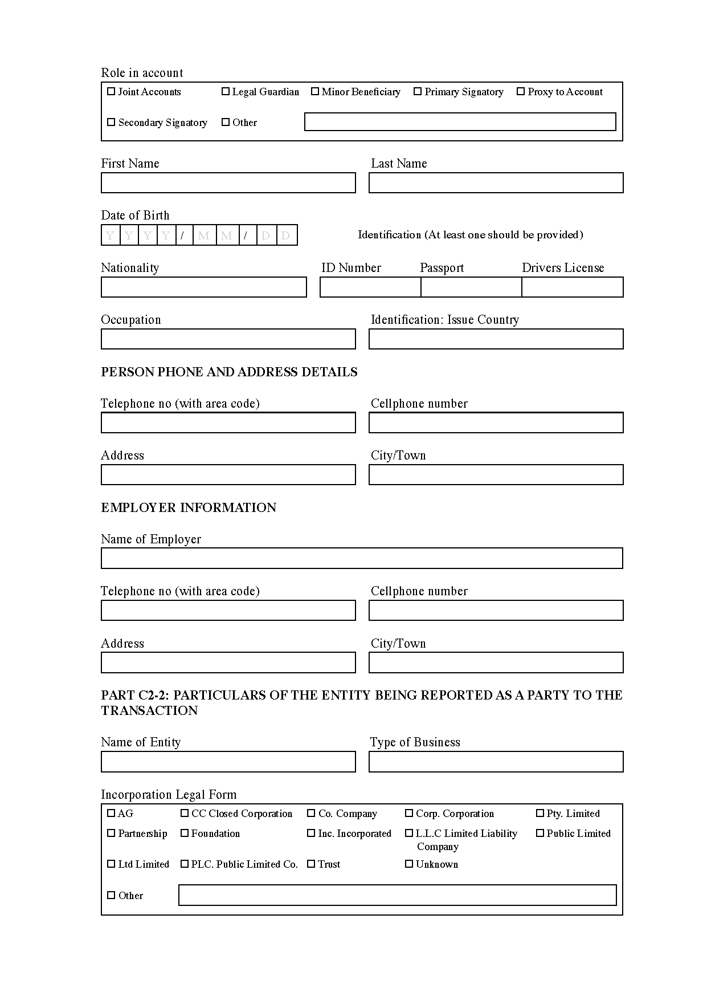 Role in account
☐ Joint Accounts ☐ Legal Guardian ☐ Minor Beneficiary ☐ Primary Signatory ☐ Proxy to Account
☐ Secondary Signatory ☐ Other
First Name Last Name
Date of Birth
Y Y Y Y / M M / D D Identification (At least one should be provided)
Nationality ID Number Passport Drivers License
Occupation Identification: Issue Country
PERSON PHONE AND ADDRESS DETAILS
Telephone no (with area code) Cellphone number
Address City/Town
EMPLOYER INFORMATION
Name of Employer
Telephone no (with area code) Cellphone number
Address City/Town
PART C2-2: PARTICULARS OF THE ENTITY BEING REPORTED AS A PARTY TO THE
TRANSACTION
Name of Entity Type of Business
Incorporation Legal Form
☐ AG ☐ CC Closed Corporation ☐ Co. Company ☐ Corp. Corporation ☐ Pty. Limited
☐ Partnership ☐ Foundation ☐ Inc. Incorporated ☐ L.L.C Limited Liability ☐ Public Limited
Company
☐ Ltd Limited ☐ PLC. Public Limited Co. ☐ Trust ☐ Unknown
☐ Other